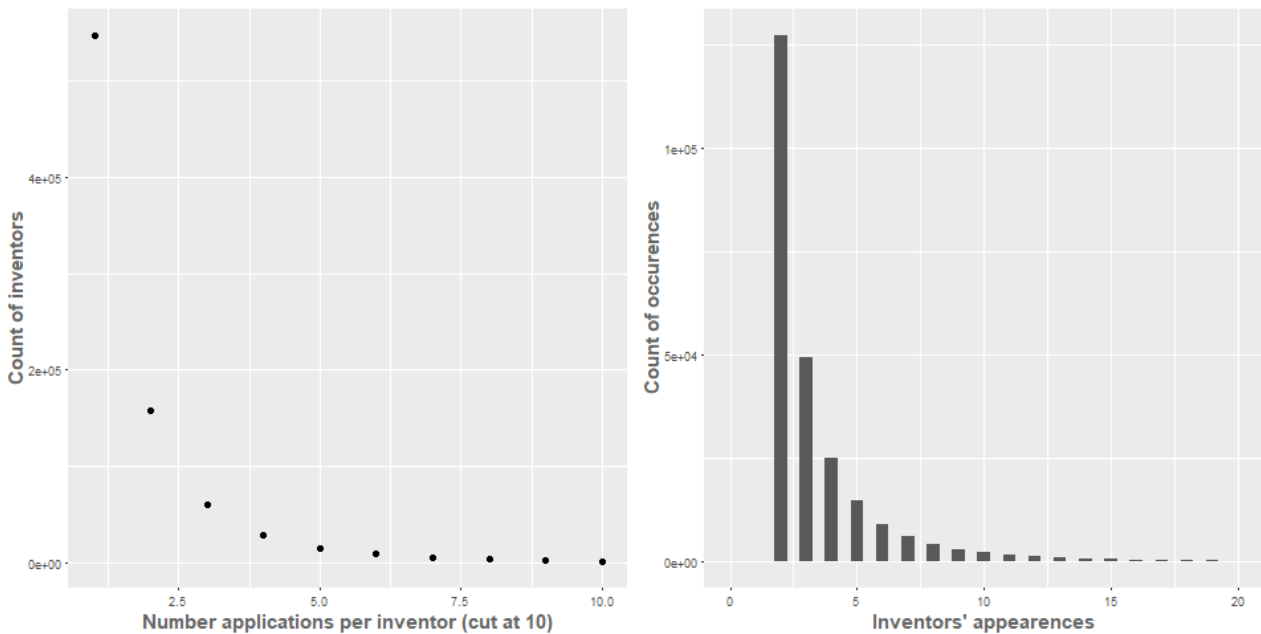 Count of inventors
4e+05
2e+05
0e+00
2.5 5.0 7.5 10.0
Number applications per inventor (cut at 10)
Count of occurences
1e+05
5e+04
0e+00
0 5 10 15 20
Inventors' appearences